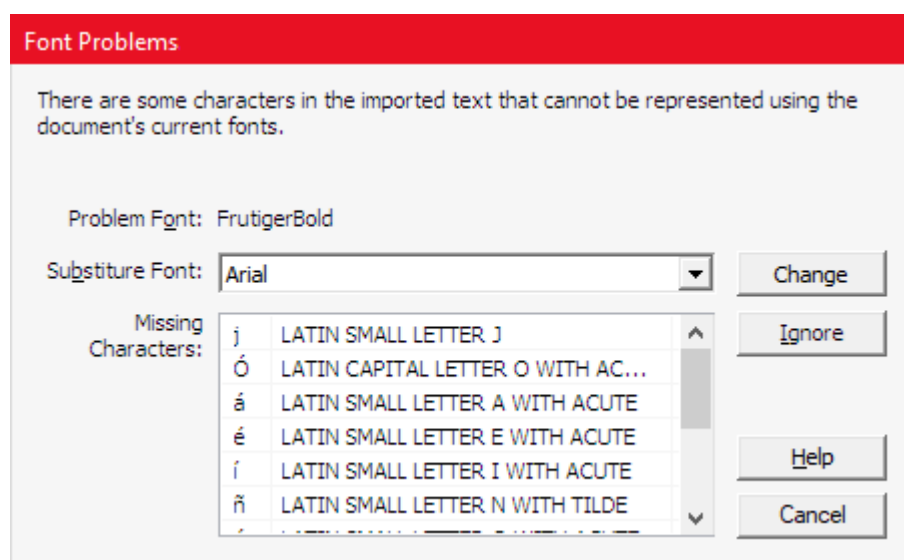 Font Problems
There are some characters in the imported text that cannot be represented using the
document's current fonts.
Problem Font: FrutigerBold
Substiture Font: Arial
Change
Missing
Characters:
Ignore
j LATIN SMALL LETTER J
Ó LATIN CAPITAL LETTER O WITH AC...
á LATIN SMALL LETTER A WITH ACUTE
é LATIN SMALL LETTER E WITH ACUTE
í LATIN SMALL LETTER I WITH ACUTE
ñ LATIN SMALL LETTER N WITH TILDE
Help
Cancel